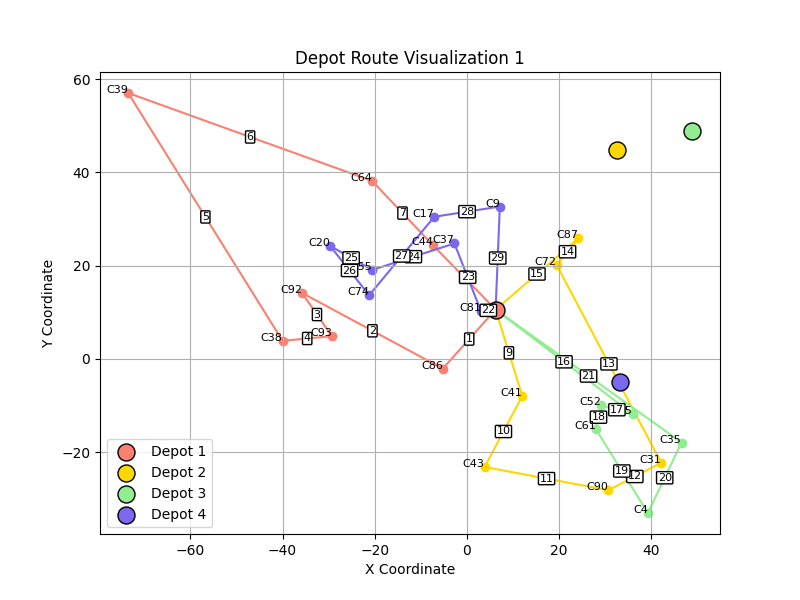 Depot Route Visualization 1
Y Coordinate
60
40
20
0
−20
−60
−40
−20
0
20
40
X Coordinate
C39
6
C64
5
7
C17
28
C9
C44
C37
C20
25
26
27
24
C74
29
C87
14
C72
15
23
C92
3
C81
22
2
C93
C38
4
1
C86
9
16
13
21
C41
C52
17
18
C61
10
C35
C43
C31
19
12
20
11
C90
C4
Depot 1
Depot 2
Depot 3
Depot 4